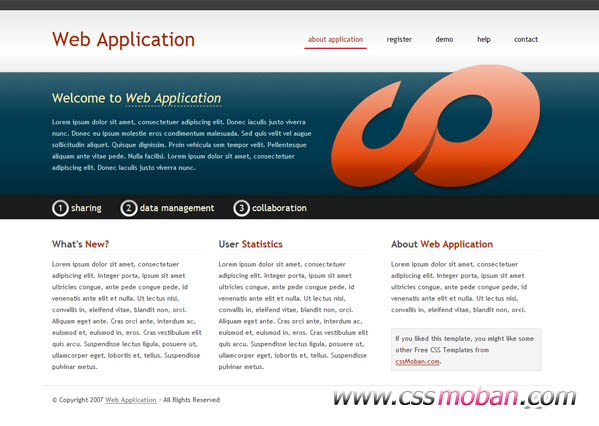 Web Application
about application register demo help contact
Welcome to Web Application
Lorem ipsum dolor sit amet, consectetuer adipiscing elit. Donec iaculis justo viverra
nunc. Donec eu ipsum molestie eros condimentum malesuada. Sed quis velit vel augue
sollicitudin aliquet. Quisque dignissim. Proin vehicula sem tempor velit. Pellentesque
aliquam ante vitae pede. Nulla facilisi. Lorem ipsum dolor sit amet, consectetuer
adipiscing elit. Donec iaculis justo viverra nunc.
1 sharing 2 data management 3 collaboration
What's New?
Lorem ipsum dolor sit amet, consectetuer
adipiscing elit. Integer porta, ipsum sit amet
ultricies congue, ante pede congue pede, id
venenatis ante elit et nulla. Ut lectus nisi,
convallis in, eleifend vitae, blandit non, orci.
Aliquam eget ante. Cras orci ante, interdum ac,
euismod et, euismod in, eros. Cras vestibulum elit
quis arcu. Suspendisse lectus ligula, posuere ut,
ullamcorper eget, lobortis et, tellus. Suspendisse
pulvinar metus.
User Statistics
Lorem ipsum dolor sit amet, consectetuer
adipiscing elit. Integer porta, ipsum sit amet
ultricies congue, ante pede congue pede, id
venenatis ante elit et nulla. Ut lectus nisi,
convallis in, eleifend vitae, blandit non, orci.
Aliquam eget ante. Cras orci ante, interdum ac,
euismod et, euismod in, eros. Cras vestibulum elit
quis arcu. Suspendisse lectus ligula, posuere ut,
ullamcorper eget, lobortis et, tellus. Suspendisse
pulvinar metus.
About Web Application
Lorem ipsum dolor sit amet, consectetuer
adipiscing elit. Integer porta, ipsum sit amet
ultricies congue, ante pede congue pede, id
venenatis ante elit et nulla. Ut lectus nisi,
convallis in, eleifend vitae, blandit non, orci.
If you liked this template, you might like some
other Free CSS Templates from
cssMoban.com.
© Copyright 2007 Web Application - All Rights Reserved
www.cssmoban.com